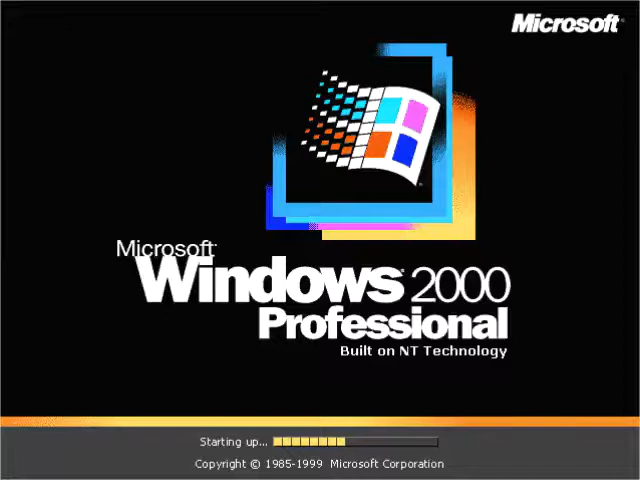 Microsoft
Microsoft
Windows 2000
Professional
Built on NT Technology
Starting up...
Copyright © 1985-1999 Microsoft Corporation